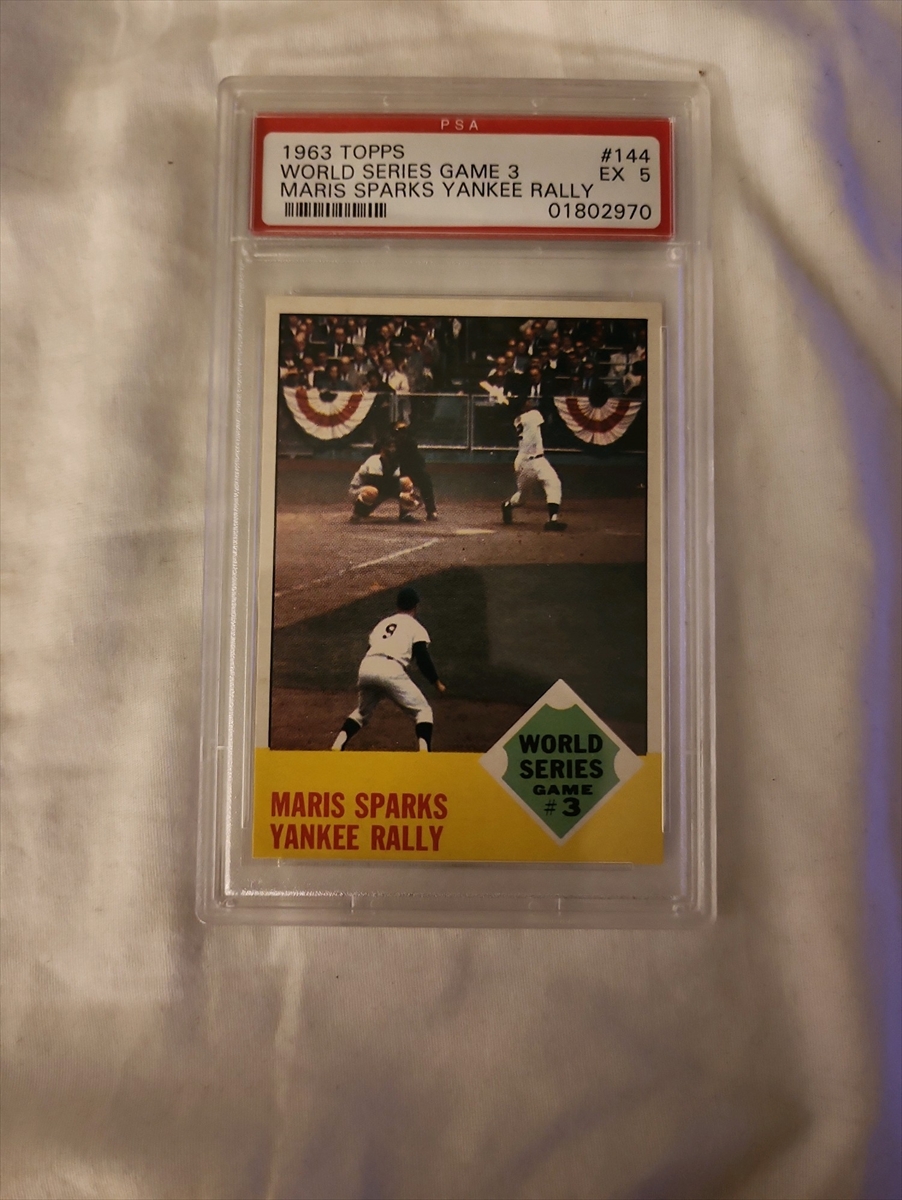 PSA
1963 TOPPS #144
WORLD SERIES GAME 3 EX 5
MARIS SPARKS YANKEE RALLY
01802970
9
WORLD
SERIES
GAME
#3
MARIS SPARKS
YANKEE RALLY